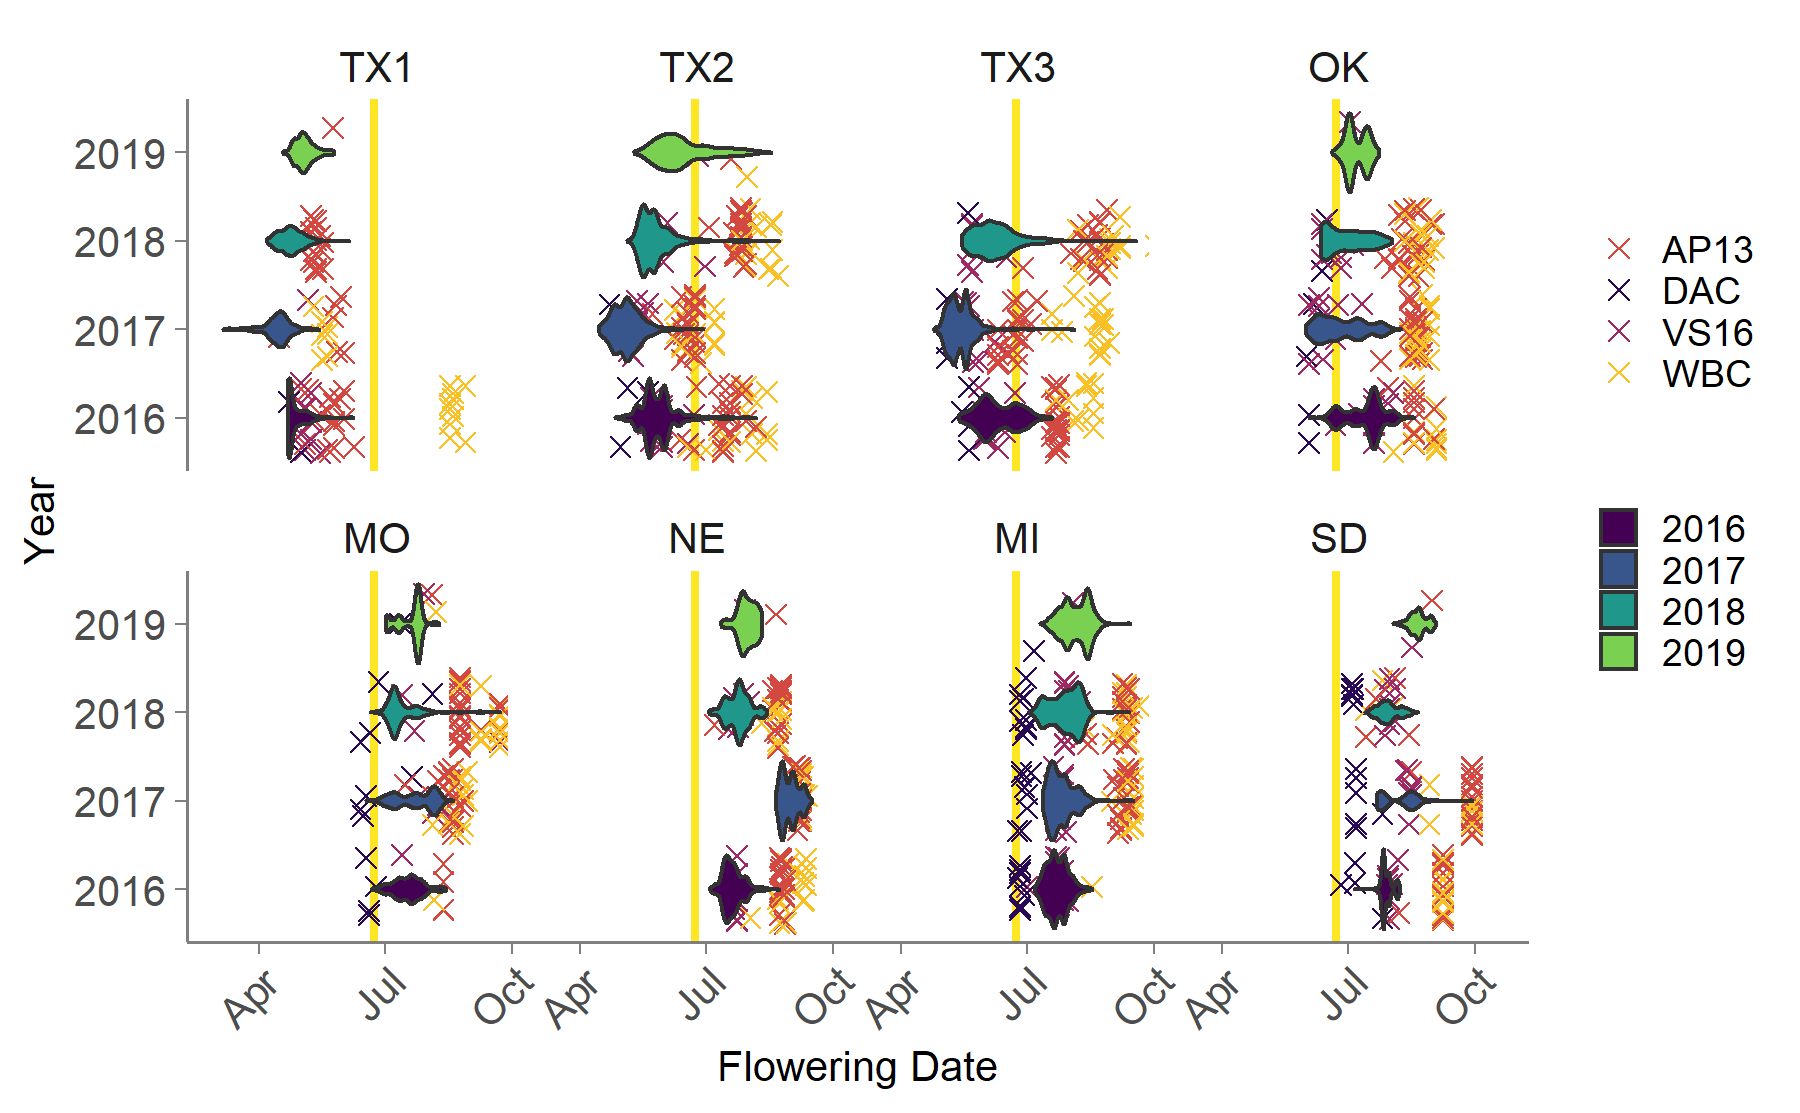 TX1 TX2 TX3 OK
2019
2018
2017
2016
AP13
DAC
VS16
WBC
Year
MO NE MI SD
2019
2018
2017
2016
2016
2017
2018
2019
Apr Jul Oct Apr Jul Oct Apr Jul Oct Apr Jul Oct
Flowering Date